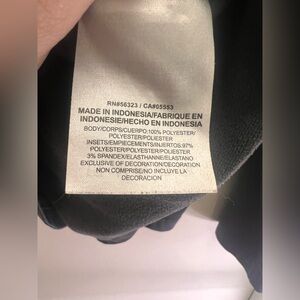 RN#56323 / CA#05553
MADE IN INDONESIA/FABRIQUE EN
INDONESIE/HECHO EN INDONESIA
BODY/CORPS/CUERPO:100% POLYESTER/
POLYESTER/POLIESTER
INSETS/EMPIECEMENTS/INJERTOS:97%
POLYESTER/POLYESTER/POLIESTER
3% SPANDEX/ELASTHANNE/ELASTANO
EXCLUSIVE OF DECORATION/DECORATION
NON COMPRISE/NO INCLUYE LA
DECORACION